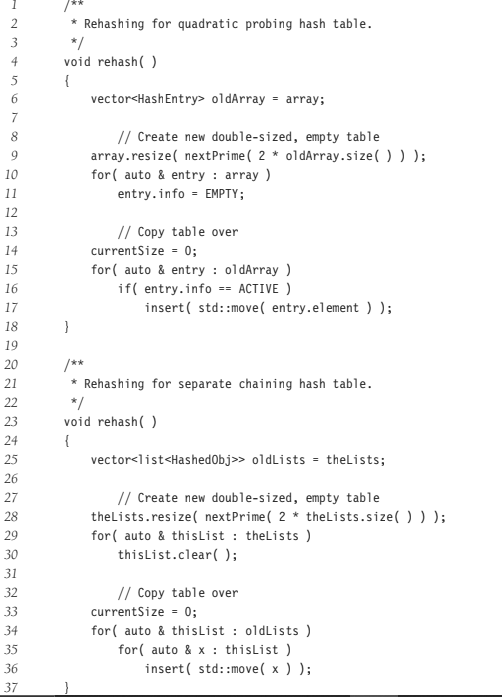 1 /**
2 * Rehashing for quadratic probing hash table.
3 */
4 void rehash( )
5 {
6 vector<HashEntry> oldArray = array;
7
8 // Create new double-sized, empty table
9 array.resize( nextPrime( 2 * oldArray.size( ) ) );
10 for( auto & entry : array )
11 entry.info = EMPTY;
12
13 // Copy table over
14 currentSize = 0;
15 for( auto & entry : oldArray )
16 if( entry.info == ACTIVE )
17 insert( std::move( entry.element ) );
18 }
19
20 /**
21 * Rehashing for separate chaining hash table.
22 */
23 void rehash( )
24 {
25 vector<list<HashedObj>> oldLists = theLists;
26
27 // Create new double-sized, empty table
28 theLists.resize( nextPrime( 2 * theLists.size( ) ) );
29 for( auto & thisList : theLists )
30 thisList.clear( );
31
32 // Copy table over
33 currentSize = 0;
34 for( auto & thisList : oldLists )
35 for( auto & x : thisList )
36 insert( std::move( x ) );
37 }